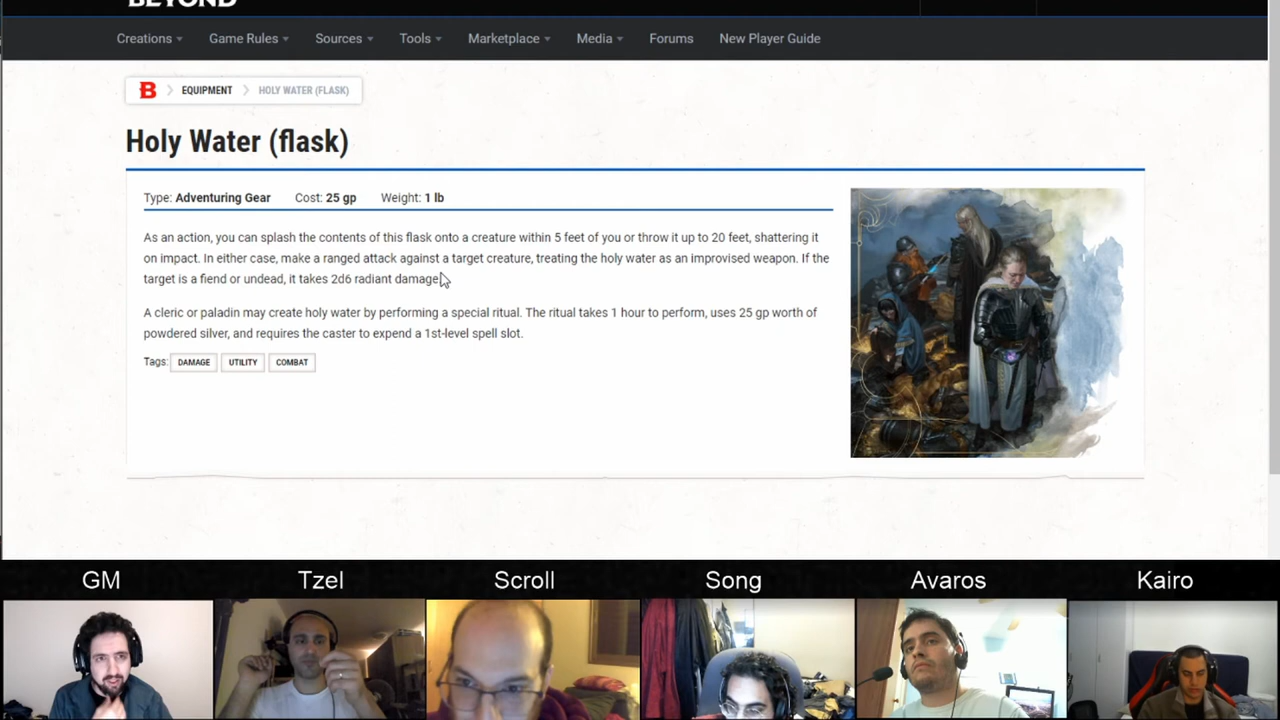 BEYOND
Creations Game Rules Sources Tools Marketplace Media Forums New Player Guide
B EQUIPMENT HOLY WATER (FLASK)
Holy Water (flask)
Type: Adventuring Gear Cost: 25 gp Weight: 1 lb
As an action, you can splash the contents of this flask onto a creature within 5 feet of you or throw it up to 20 feet, shattering it
on impact. In either case, make a ranged attack against a target creature, treating the holy water as an improvised weapon. If the
target is a fiend or undead, it takes 2d6 radiant damage.
A cleric or paladin may create holy water by performing a special ritual. The ritual takes 1 hour to perform, uses 25 gp worth of
powdered silver, and requires the caster to expend a 1st-level spell slot.
Tags: DAMAGE UTILITY COMBAT
GM Tzel Scroll Song Avaros Kairo